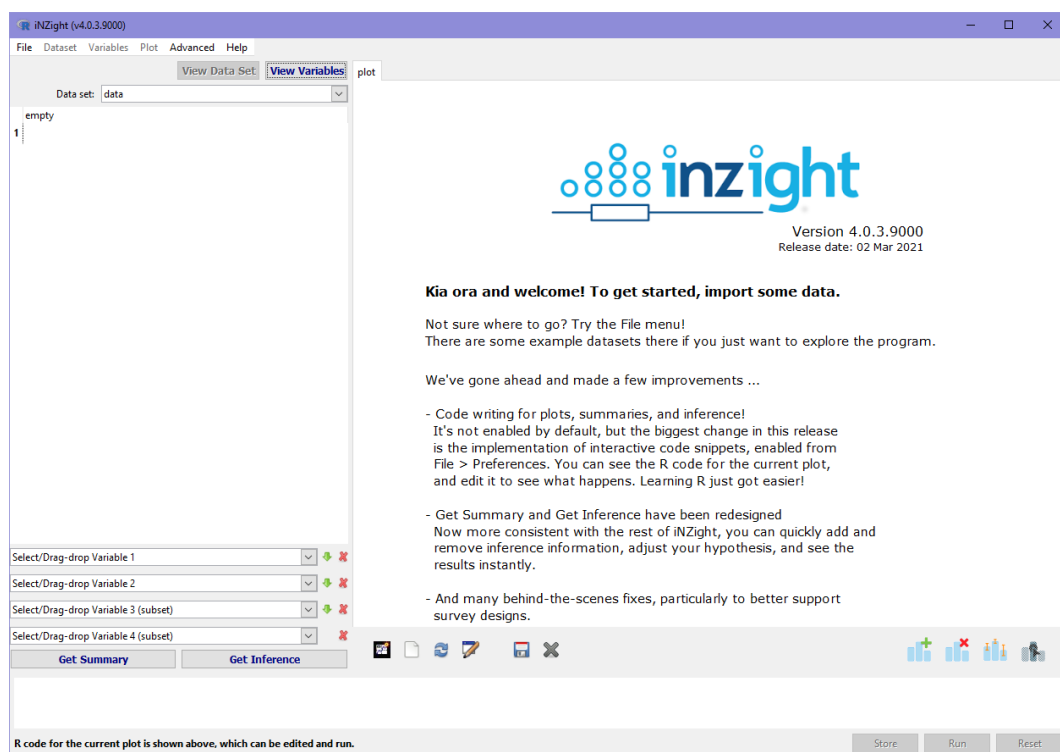 iNZight (v4.0.3.9000)
File Dataset Variables Plot Advanced Help
View Data Set View Variables plot
Data set: data
empty
1
inzight
Version 4.0.3.9000
Release date: 02 Mar 2021
Kia ora and welcome! To get started, import some data.
Not sure where to go? Try the File menu!
There are some example datasets there if you just want to explore the program.
We've gone ahead and made a few improvements ...
- Code writing for plots, summaries, and inference!
It's not enabled by default, but the biggest change in this release
is the implementation of interactive code snippets, enabled from
File > Preferences. You can see the R code for the current plot,
and edit it to see what happens. Learning R just got easier!
- Get Summary and Get Inference have been redesigned
Now more consistent with the rest of iNZight, you can quickly add and
remove inference information, adjust your hypothesis, and see the
results instantly.
- And many behind-the-scenes fixes, particularly to better support
survey designs.
Select/Drag-drop Variable 1
Select/Drag-drop Variable 2
Select/Drag-drop Variable 3 (subset)
Select/Drag-drop Variable 4 (subset)
Get Summary Get Inference
R code for the current plot is shown above, which can be edited and run.
Store Run Reset